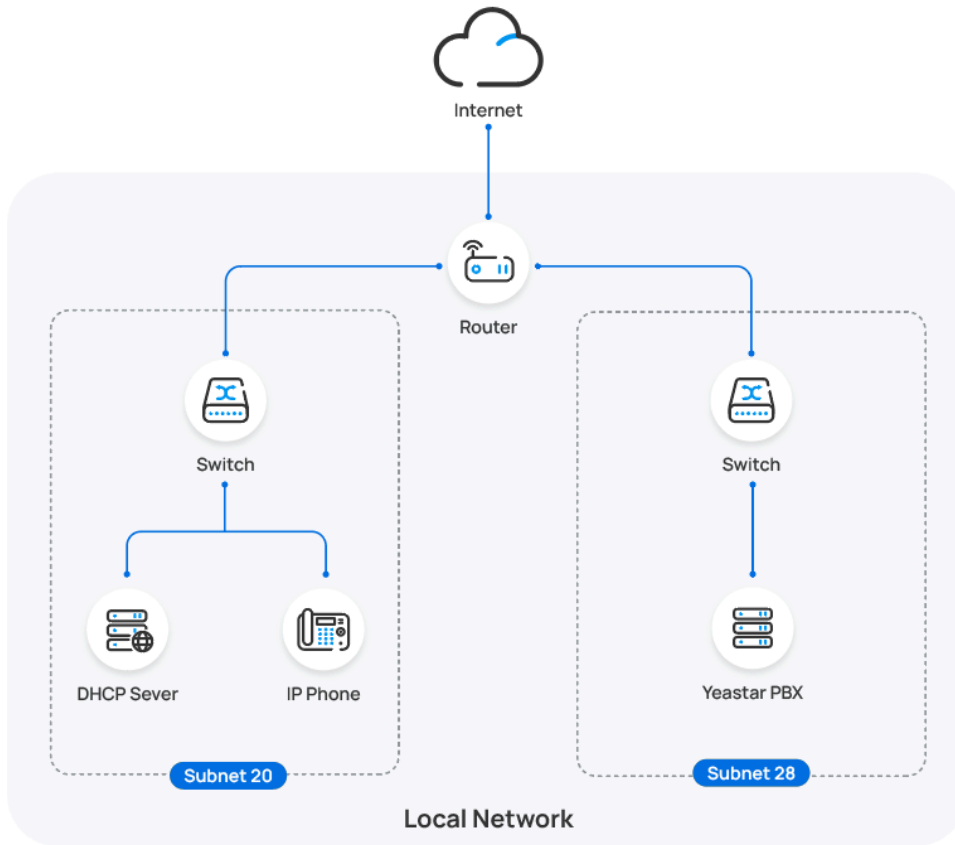 Internet
Router
Switch
Switch
DHCP Sever
IP Phone
Yeastar PBX
Subnet 20
Subnet 28
Local Network